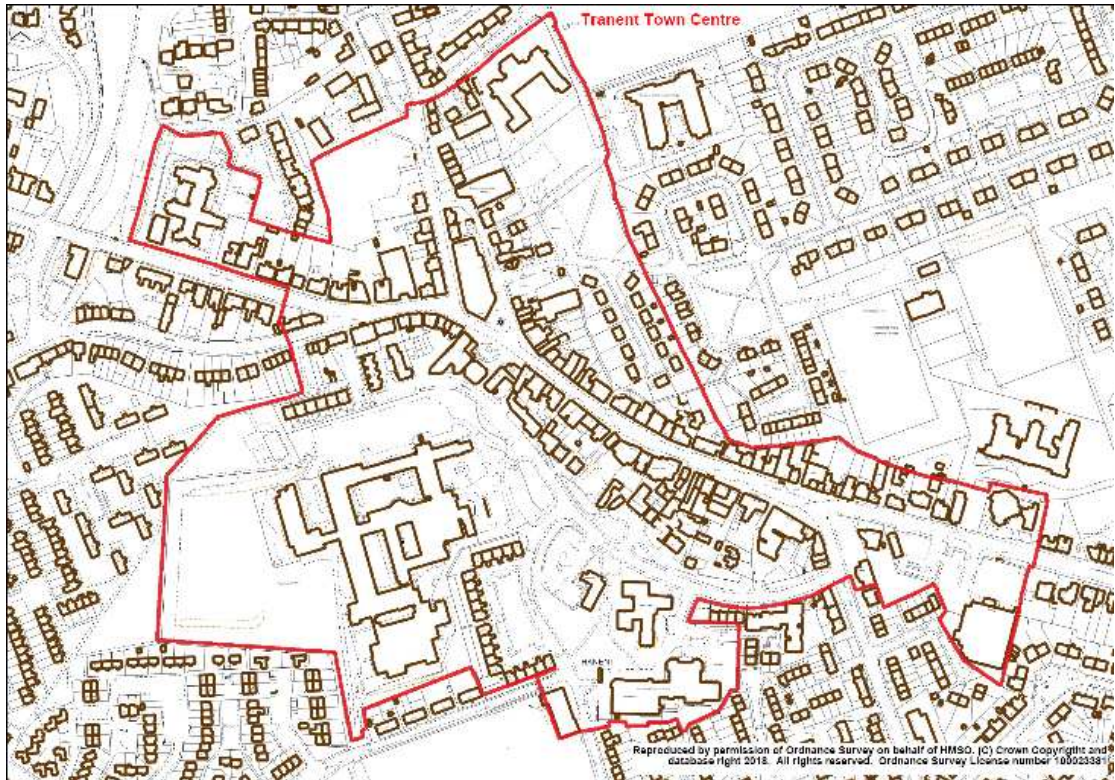 Tranent Town Centre
Reproduced by permission of Ordnance Survey on behalf of HMSO. (C) Crown Copyright and
database right 2018. All rights reserved. Ordnance Survey License number 100023381